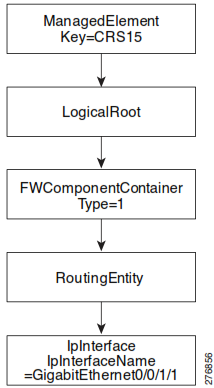 ManagedElement
Key=CRS15
LogicalRoot
FWComponentContainer
Type=1
RoutingEntity
IpInterface
IpInterfaceName
=GigabitEthernet0/0/1/1
276856